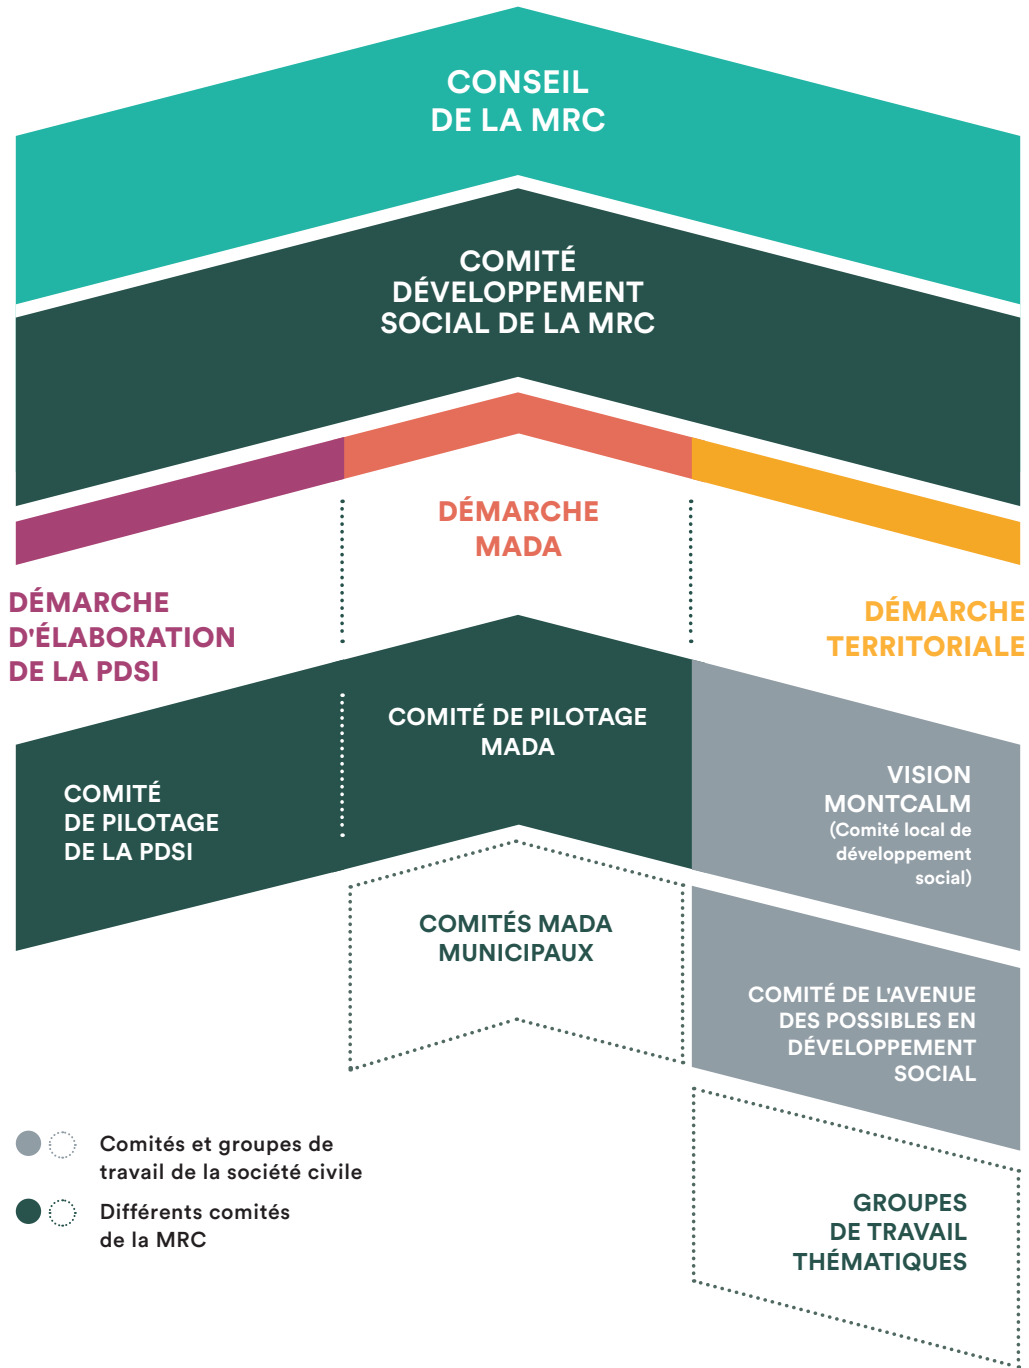 CONSEIL
DE LA MRC
COMITÉ
DÉVELOPPEMENT
SOCIAL DE LA MRC
DÉMARCHE
MADA
DÉMARCHE
D'ÉLABORATION
DE LA PDSI
DÉMARCHE
TERRITORIALE
COMITÉ DE PILOTAGE
MADA
COMITÉ
DE PILOTAGE
DE LA PDSI
VISION
MONTCALM
(Comité local de
développement
social)
COMITÉS MADA
MUNICIPAUX
COMITÉ DE L'AVENUE
DES POSSIBLES EN
DÉVELOPPEMENT
SOCIAL
Comités et groupes de
travail de la société civile
Différents comités
de la MRC
GROUPES
DE TRAVAIL
THÉMATIQUES